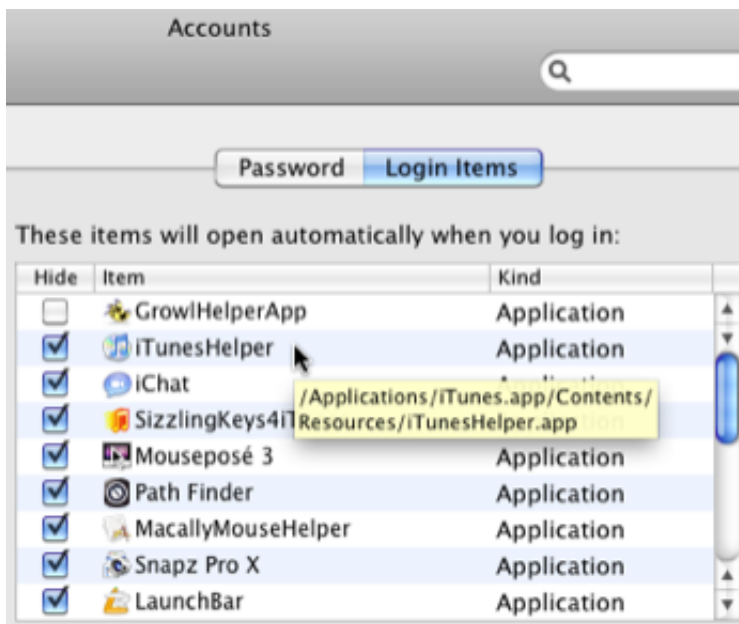 Accounts
Password Login Items
These items will open automatically when you log in:
Hide Item Kind
GrowlHelperApp Application
iTunesHelper Application
iChat
/Applications/iTunes.app/Contents/
Resources/iTunesHelper.app
SizzlingKeys4iT
Mouseposé 3 Application
Path Finder Application
MacallyMouseHelper Application
Snapz Pro X Application
LaunchBar Application